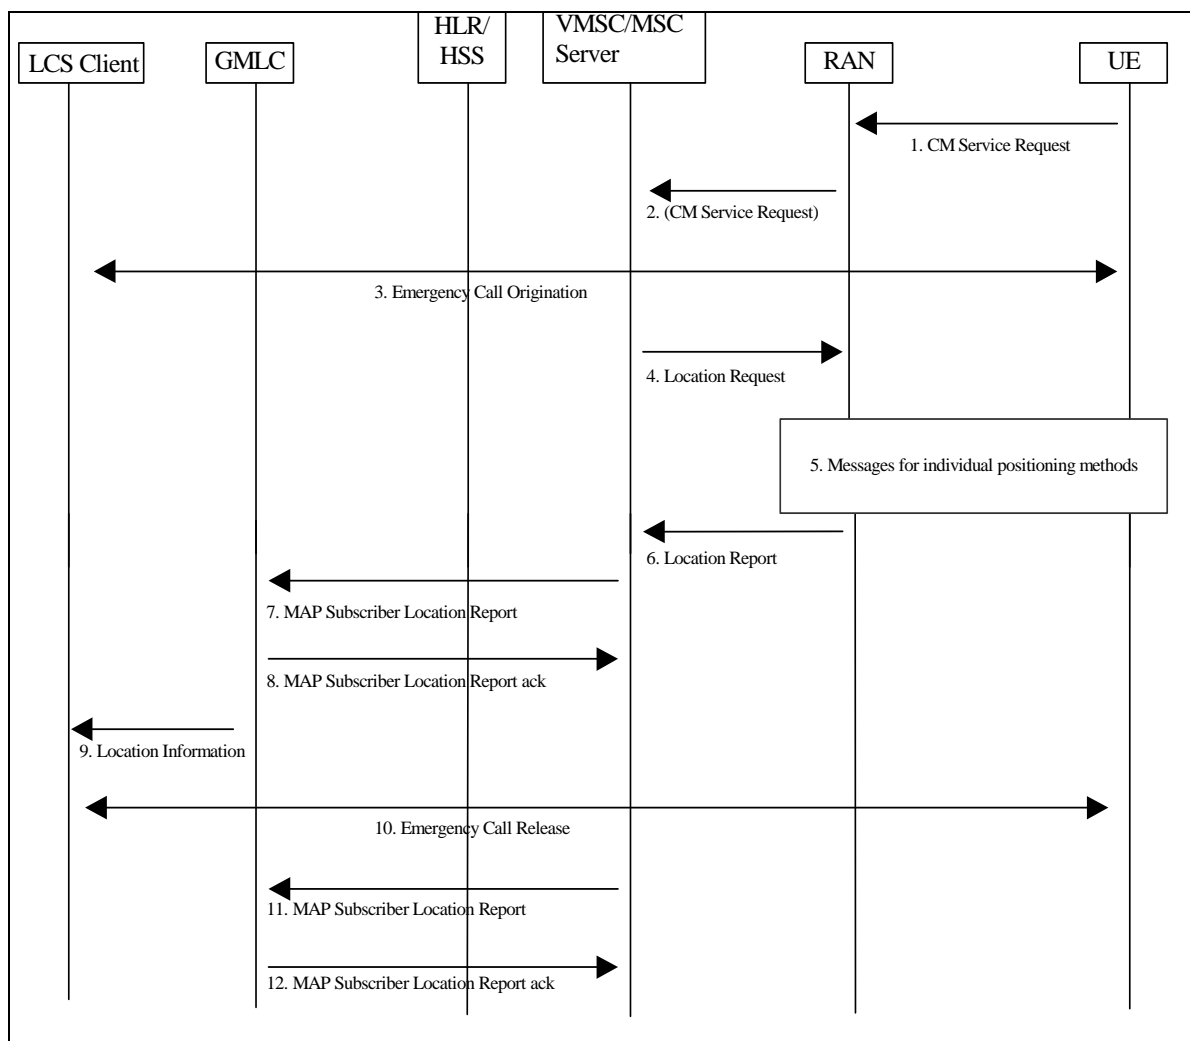 LCS Client
GMLC
HLR/
HSS
VMSC/MSC
Server
RAN
UE
1. CM Service Request
2. (CM Service Request)
3. Emergency Call Origination
4. Location Request
5. Messages for individual positioning methods
6. Location Report
7. MAP Subscriber Location Report
8. MAP Subscriber Location Report ack
9. Location Information
10. Emergency Call Release
11. MAP Subscriber Location Report
12. MAP Subscriber Location Report ack